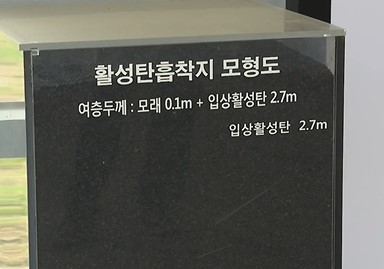 활성탄흡착지 모형도
여층두께 : 모래 0.1m + 입상활성탄 2.7m
입상활성탄 2.7m